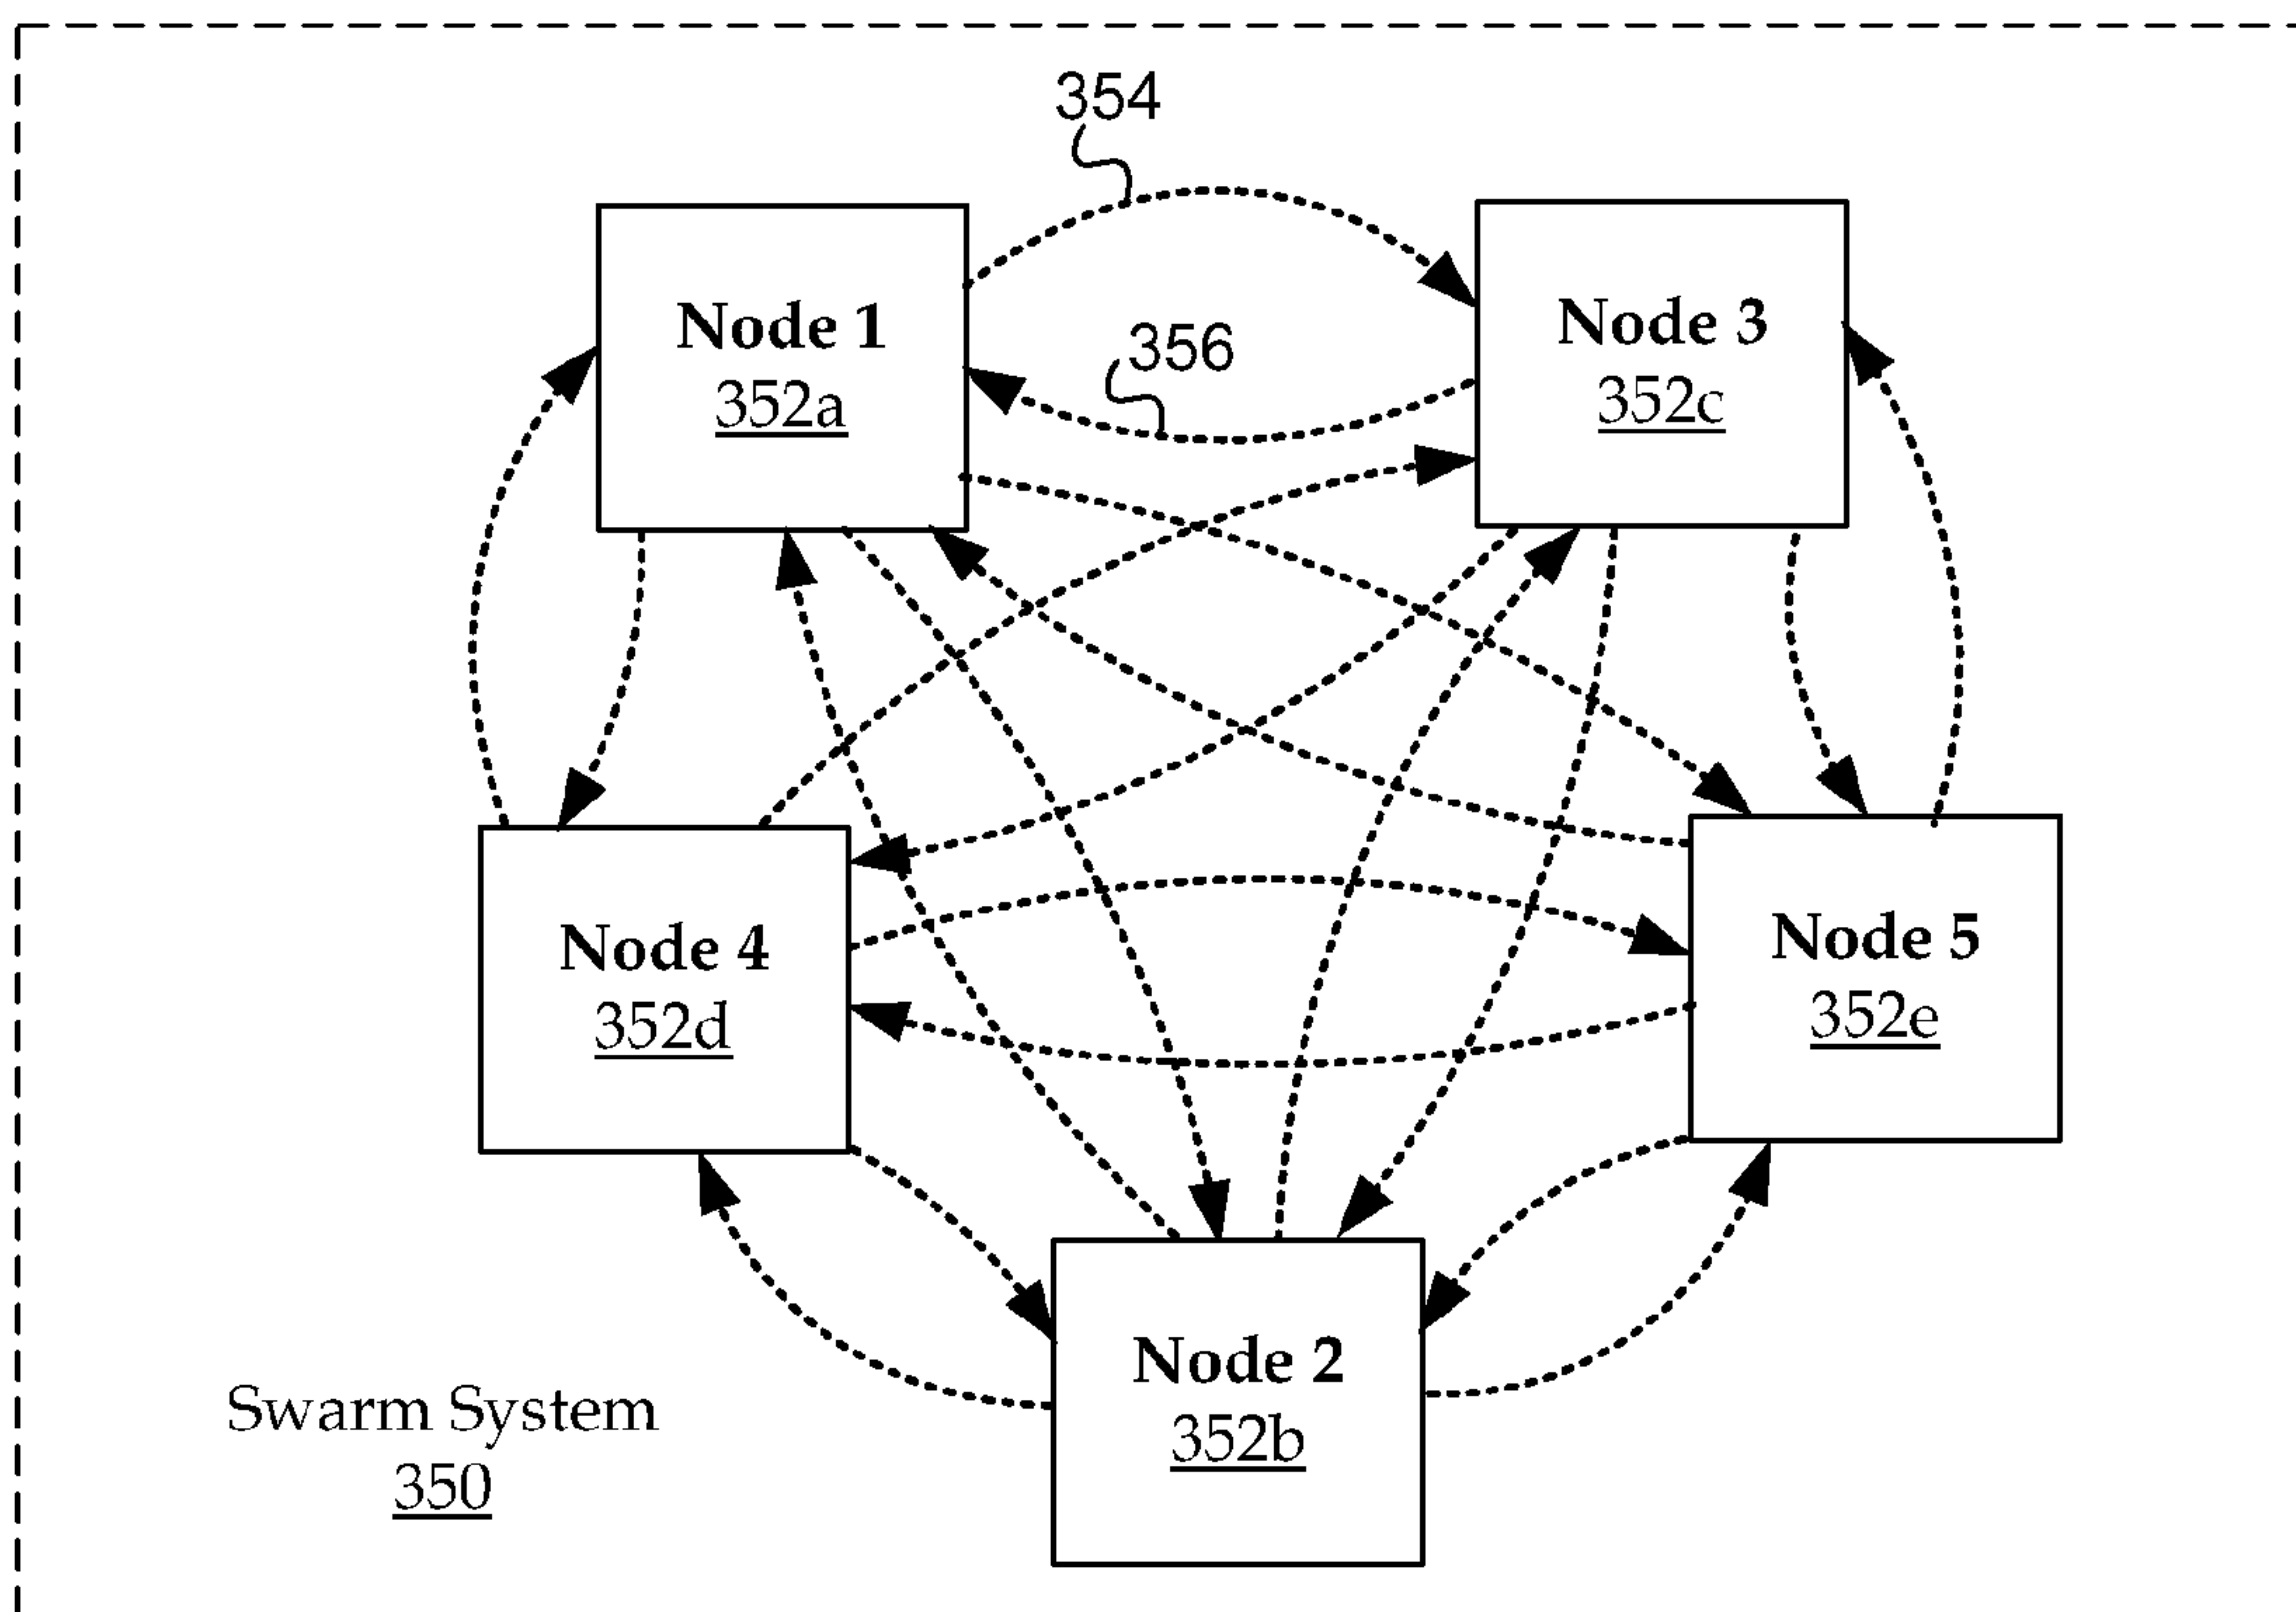 354
Node 1
352a
356
Node 3
352c
Node 4
352d
Node 5
352e
Node 2
352b
Swarm System
350